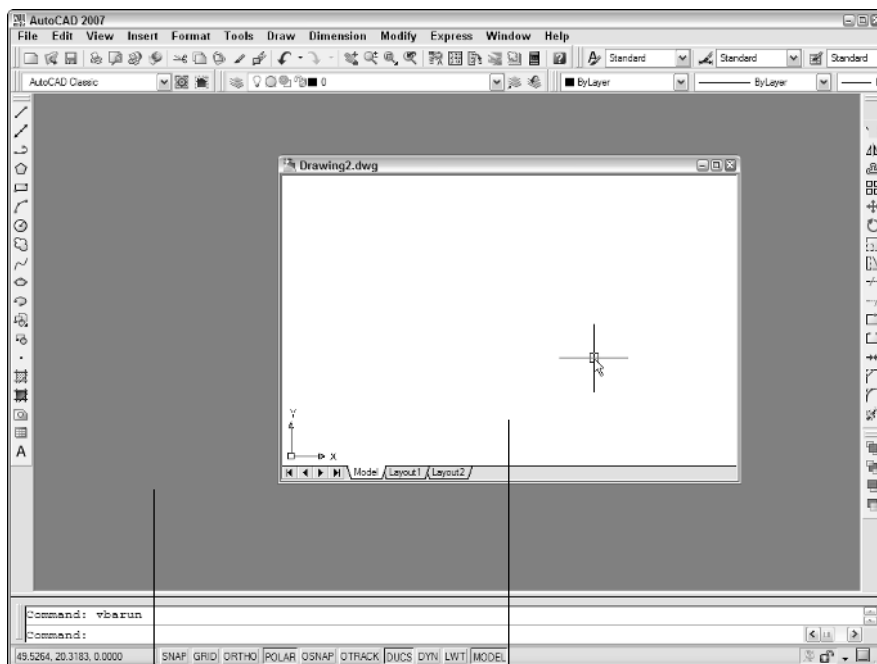 AutoCAD 2007
File Edit View Insert Format Tools Draw Dimension Modify Express Window Help
Standard Standard Standard
AutoCAD Classic 0 ByLayer ByLayer
A
Drawing2.dwg
Y
X
Model Layout1 Layout2
Command: vbarun
Command:
49.5264, 20.3183, 0.0000 SNAP GRID ORTHO POLAR OSNAP OTRACK DUCS DYN LWT MODEL